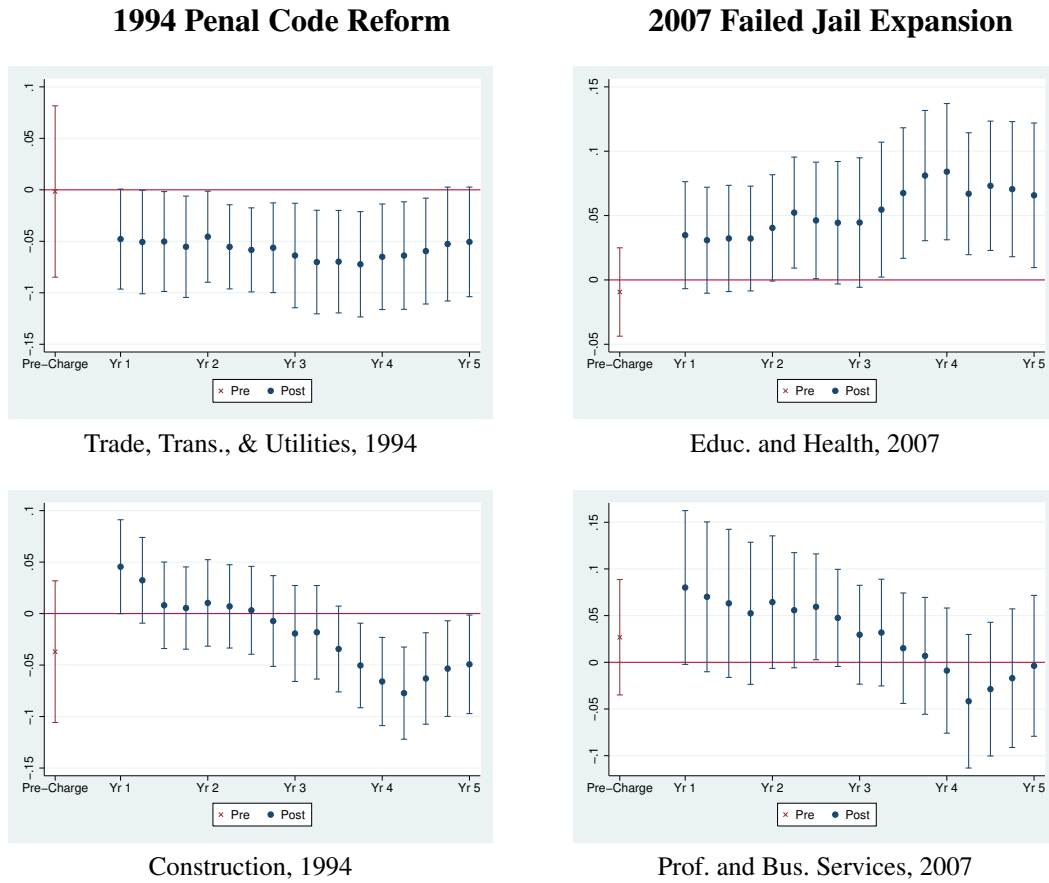 1994 Penal Code Reform
2007 Failed Jail Expansion
.1
.05
0
-.05
-.1
-.15
Pre-Charge Yr 1 Yr 2 Yr 3 Yr 4 Yr 5
× Pre ● Post
Trade, Trans., & Utilities, 1994
.15
.1
.05
0
-.05
Pre-Charge Yr 1 Yr 2 Yr 3 Yr 4 Yr 5
× Pre ● Post
Educ. and Health, 2007
.1
.05
0
-.05
-.1
-.15
Pre-Charge Yr 1 Yr 2 Yr 3 Yr 4 Yr 5
× Pre ● Post
Construction, 1994
.15
.1
.05
0
-.05
-.1
Pre-Charge Yr 1 Yr 2 Yr 3 Yr 4 Yr 5
× Pre ● Post
Prof. and Bus. Services, 2007